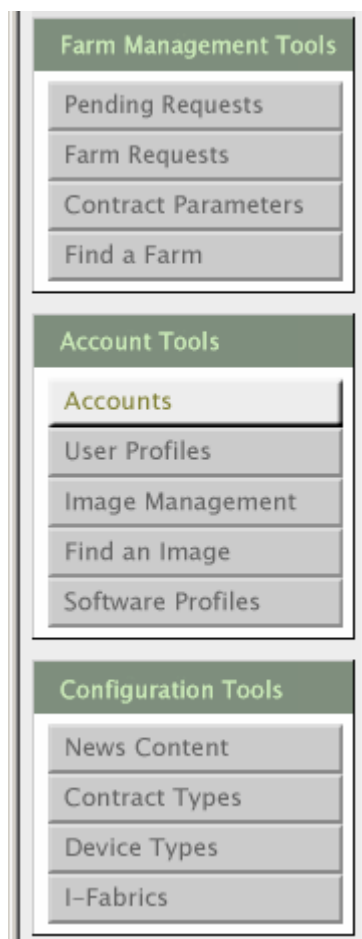 Farm Management Tools
Pending Requests
Farm Requests
Contract Parameters
Find a Farm
Account Tools
Accounts
User Profiles
Image Management
Find an Image
Software Profiles
Configuration Tools
News Content
Contract Types
Device Types
I-Fabrics